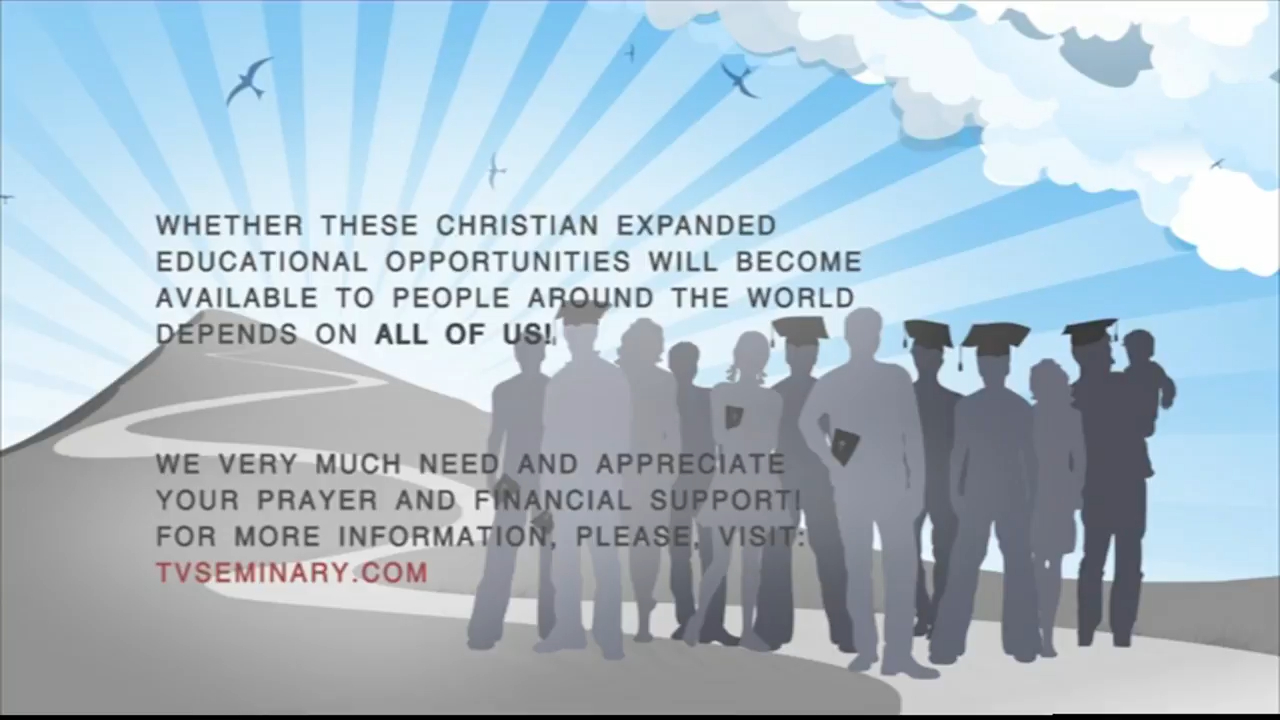 WHETHER THESE CHRISTIAN EXPANDED
EDUCATIONAL OPPORTUNITIES WILL BECOME
AVAILABLE TO PEOPLE AROUND THE WORLD
DEPENDS ON ALL OF US!
WE VERY MUCH NEED AND APPRECIATE
YOUR PRAYER AND FINANCIAL SUPPORT!
FOR MORE INFORMATION, PLEASE, VISIT:
TVSEMINARY.COM